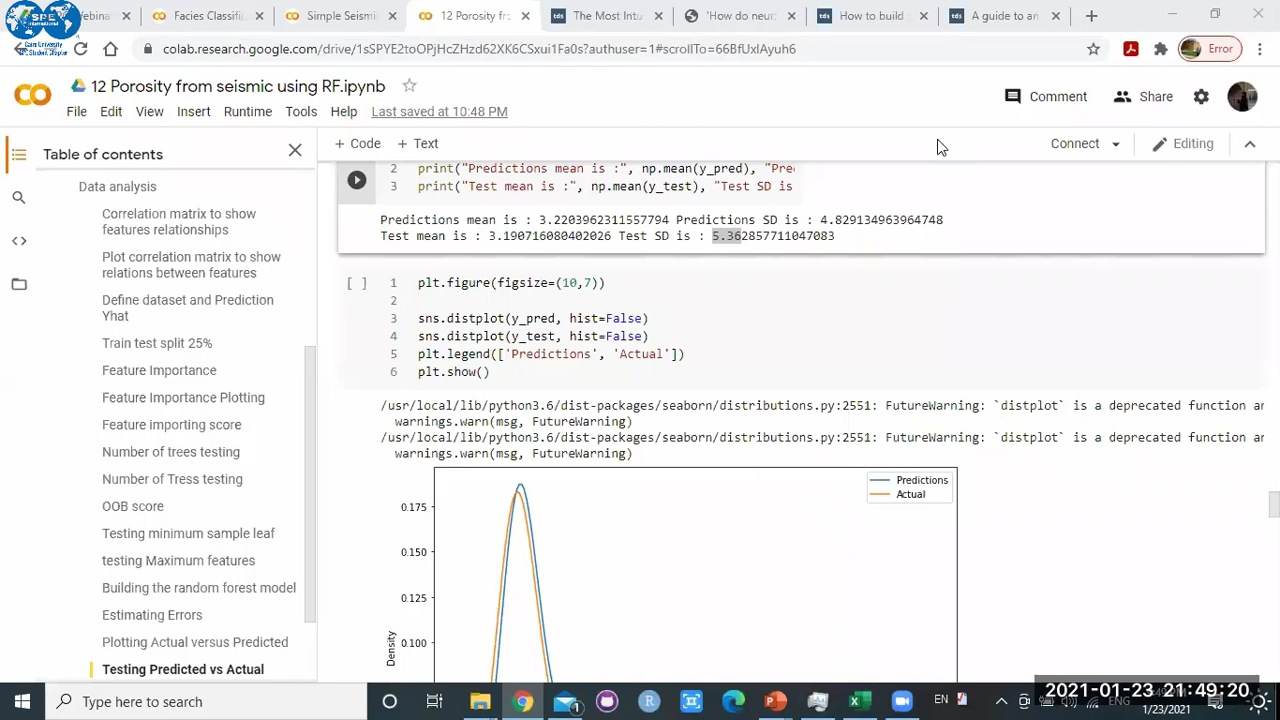 SPE International
Cairo University
SPE Student Chapter
binar
Facies Classifi
Simple Seismi
12 Porosity fro
The Most Intu
How do neur
How to build
A guide to an
colab.research.google.com/drive/1sSPYE2toOPjHcZHzd62XK6CSxui1Fa0s?authuser=1#scrollTo=66BfUxlAyuh6
Error
12 Porosity from seismic using RF.ipynb
Comment
Share
File Edit View Insert Runtime Tools Help Last saved at 10:48 PM
Table of contents
+ Code + Text
Connect
Editing
Data analysis
Correlation matrix to show
features relationships
Plot correlation matrix to show
relations between features
Define dataset and Prediction
Yhat
Train test split 25%
Feature Importance
Feature Importance Plotting
Feature importing score
Number of trees testing
Number of Tress testing
OOB score
Testing minimum sample leaf
testing Maximum features
Building the random forest model
Estimating Errors
Plotting Actual versus Predicted
Testing Predicted vs Actual
2 print("Predictions mean is :", np.mean(y_pred), "Pre
3 print("Test mean is :", np.mean(y_test), "Test SD is
Predictions mean is : 3.2203962311557794 Predictions SD is : 4.829134963964748
Test mean is : 3.190716080402026 Test SD is : 5.362857711047083
[ ] 1 plt.figure(figsize=(10,7))
2
3 sns.distplot(y_pred, hist=False)
4 sns.distplot(y_test, hist=False)
5 plt.legend(['Predictions', 'Actual'])
6 plt.show()
/usr/local/lib/python3.6/dist-packages/seaborn/distributions.py:2551: FutureWarning: `distplot` is a deprecated function an
warnings.warn(msg, FutureWarning)
/usr/local/lib/python3.6/dist-packages/seaborn/distributions.py:2551: FutureWarning: `distplot` is a deprecated function an
warnings.warn(msg, FutureWarning)
Predictions
Actual
0.175
0.150
0.125
0.100
Density
Type here to search
EN
ENG
2021-01-23 21:49:20
1/23/2021